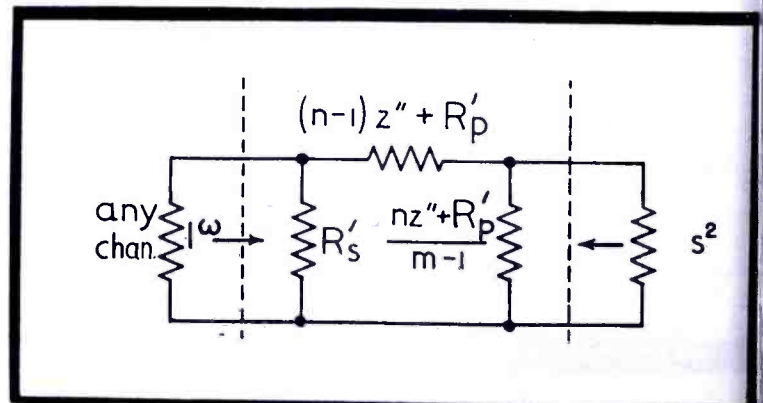 (n-1) z" + R'p
any
chan.
1ω
R's
nz"+R'p
m-1
s²